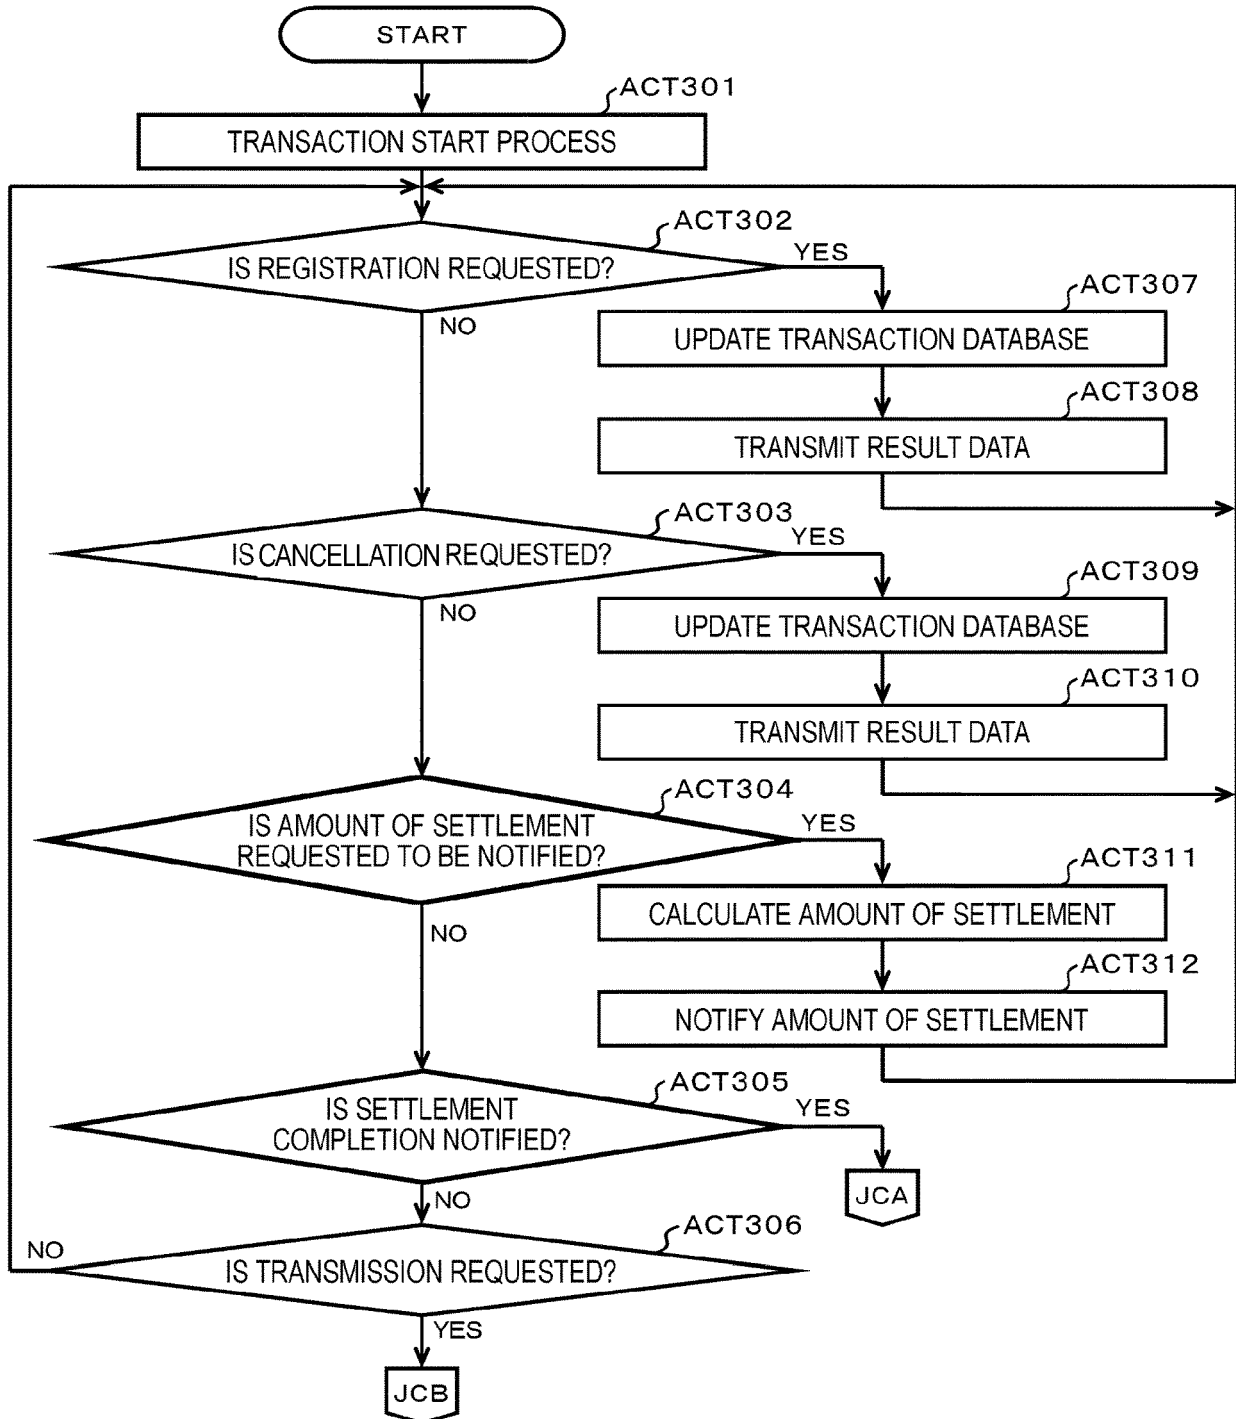 START
ACT301
TRANSACTION START PROCESS
ACT302
IS REGISTRATION REQUESTED?
YES
NO
ACT307
UPDATE TRANSACTION DATABASE
ACT308
TRANSMIT RESULT DATA
ACT303
IS CANCELLATION REQUESTED?
YES
NO
ACT309
UPDATE TRANSACTION DATABASE
ACT310
TRANSMIT RESULT DATA
ACT304
IS AMOUNT OF SETTLEMENT
REQUESTED TO BE NOTIFIED?
YES
NO
ACT311
CALCULATE AMOUNT OF SETTLEMENT
ACT312
NOTIFY AMOUNT OF SETTLEMENT
ACT305
IS SETTLEMENT
COMPLETION NOTIFIED?
YES
NO
JCA
ACT306
IS TRANSMISSION REQUESTED?
NO
YES
JCB